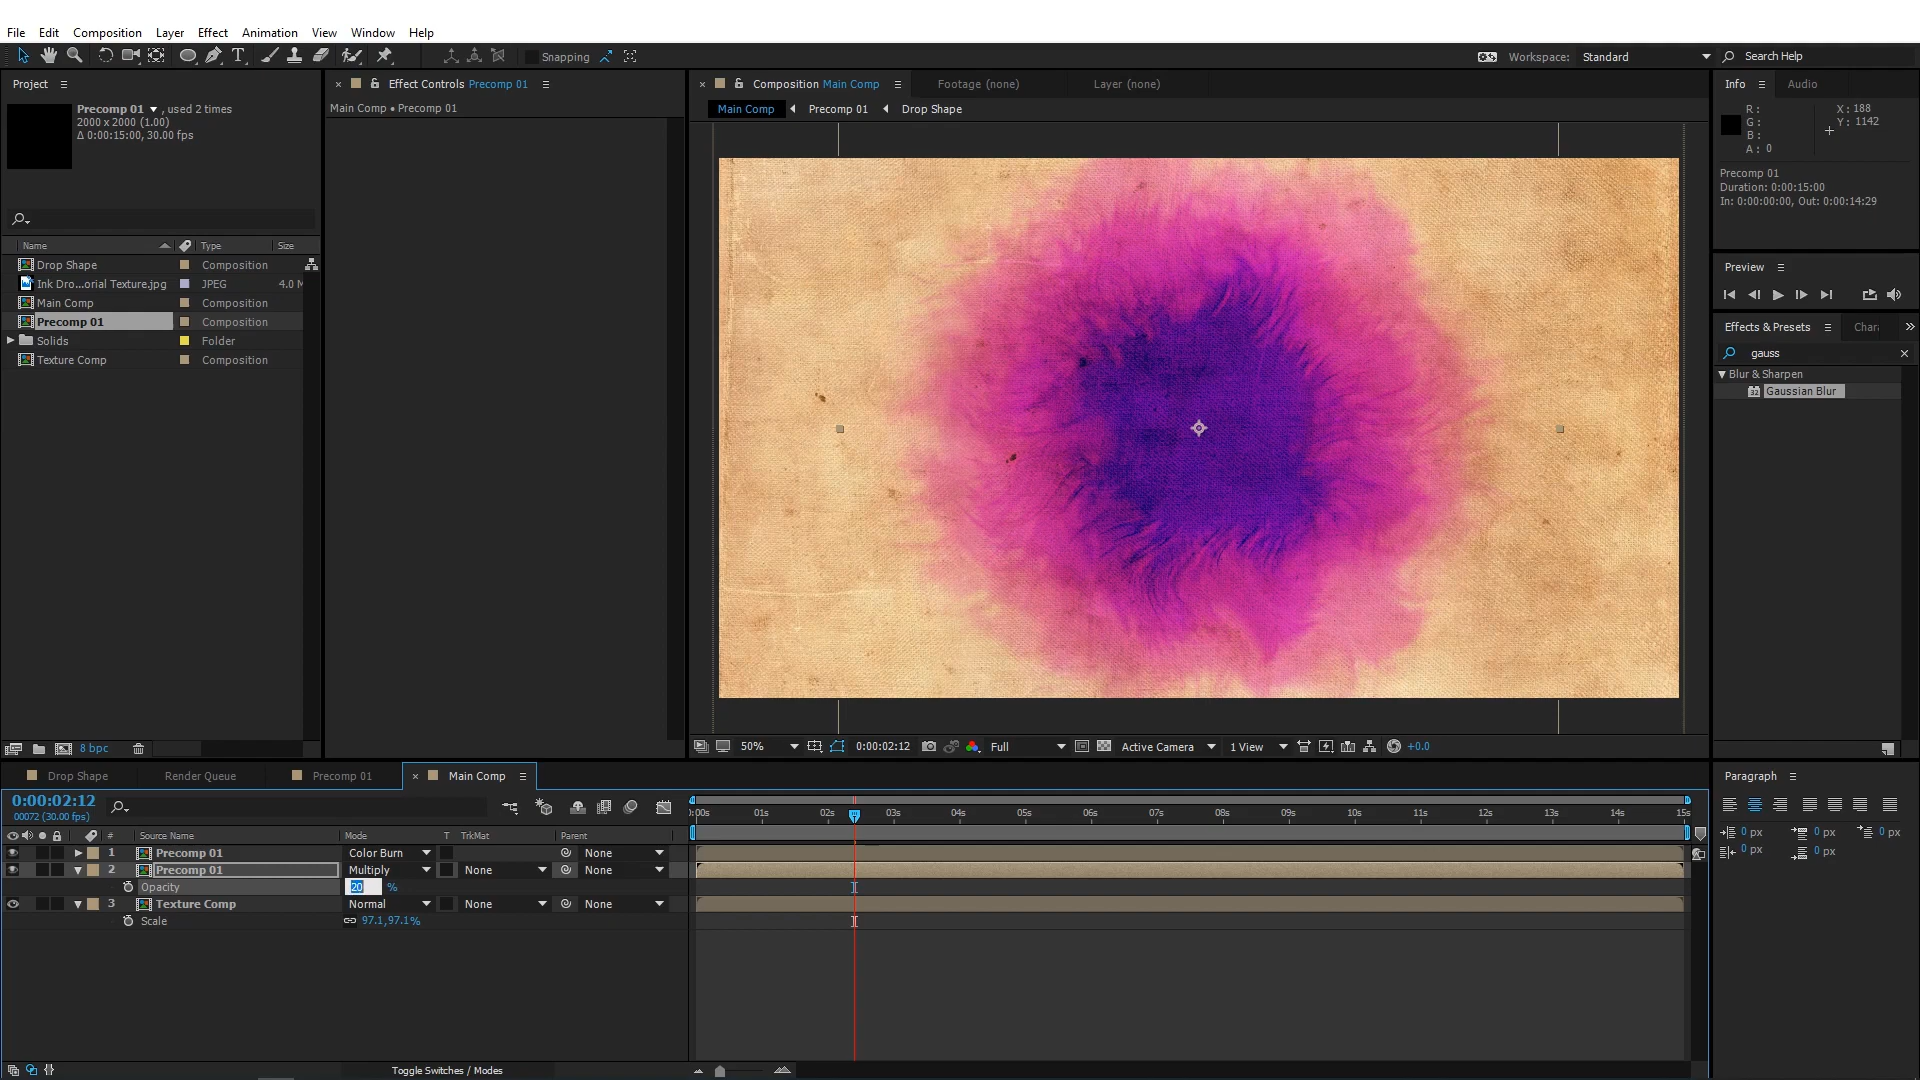 File Edit Composition Layer Effect Animation View Window Help
Snapping
Workspace: Standard
Search Help
Project
Precomp 01 , used 2 times
2000 x 2000 (1.00)
Δ 0:00:15:00, 30.00 fps
Name Type Size
Drop Shape Composition
Ink Dro...orial Texture.jpg JPEG 4.0 M
Main Comp Composition
Precomp 01 Composition
Solids Folder
Texture Comp Composition
8 bpc
Effect Controls Precomp 01
Main Comp • Precomp 01
Composition Main Comp Footage (none) Layer (none)
Main Comp Precomp 01 Drop Shape
50% 0:00:02:12 Full Active Camera 1 View +0.0
Info Audio
R : X : 188
G : Y : 1142
B :
A : 0
Precomp 01
Duration: 0:00:15:00
In: 0:00:00:00, Out: 0:00:14:29
Preview
Effects & Presets Chara
gauss
Blur & Sharpen
32 Gaussian Blur
Paragraph
0 px 0 px 0 px
0 px 0 px
Drop Shape Render Queue Precomp 01 Main Comp
0:00:02:12
00072 (30.00 fps)
:00s 01s 02s 03s 04s 05s 06s 07s 08s 09s 10s 11s 12s 13s 14s 15s
# Source Name Mode T TrkMat Parent
1 Precomp 01 Color Burn None
2 Precomp 01 Multiply None None
Opacity 20 %
3 Texture Comp Normal None None
Scale 97.1,97.1%
Toggle Switches / Modes